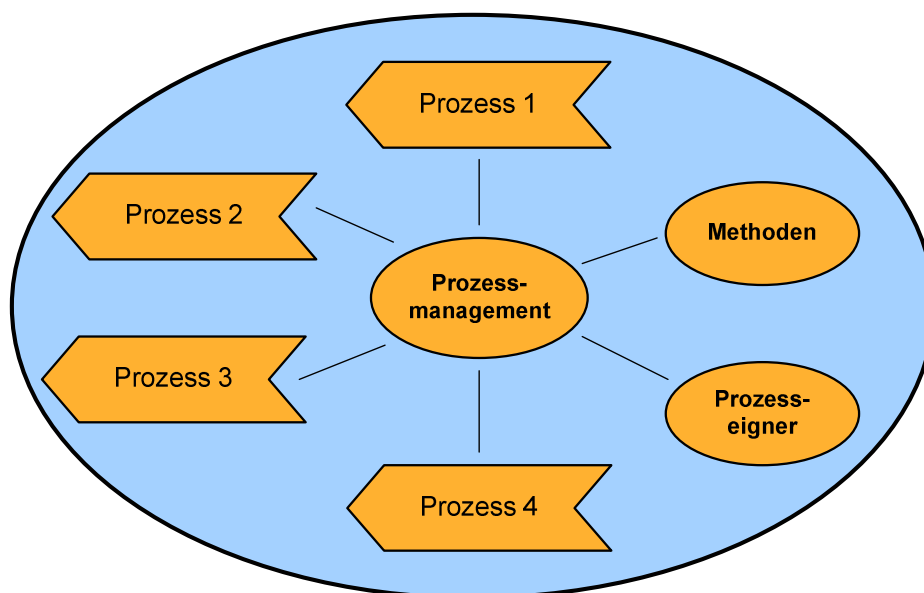 Prozess 1
Prozess 2
Methoden
Prozess-
management
Prozess 3
Prozess-
eigner
Prozess 4